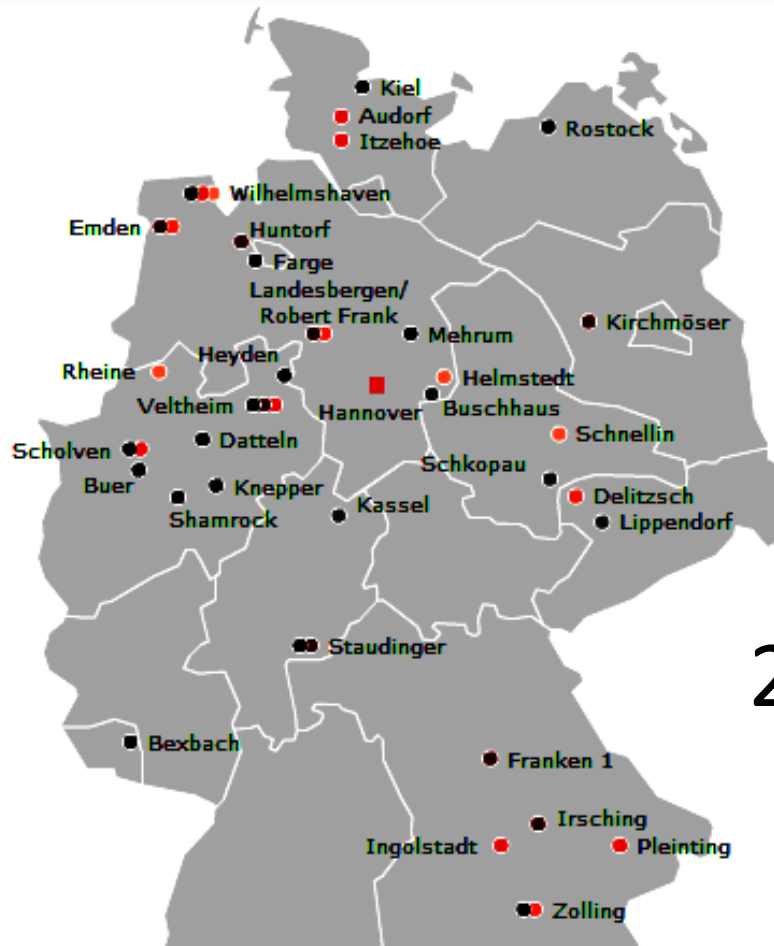 Kiel
Audorf
Rostock
Itzehoe
Wilhelmshaven
Emden
Huntorf
Farge
Landesbergen/
Robert Frank
Kirchmöser
Mehrum
Heyden
Rheine
Helmstedt
Veltheim
Hannover
Buschhaus
Schnellin
Datteln
Scholven
Schkopau
Buer
Knepper
Delitzsch
Kassel
Shamrock
Lippendorf
Staudinger
2
Bexbach
Franken 1
Irsching
Ingolstadt
Pleinting
Zolling